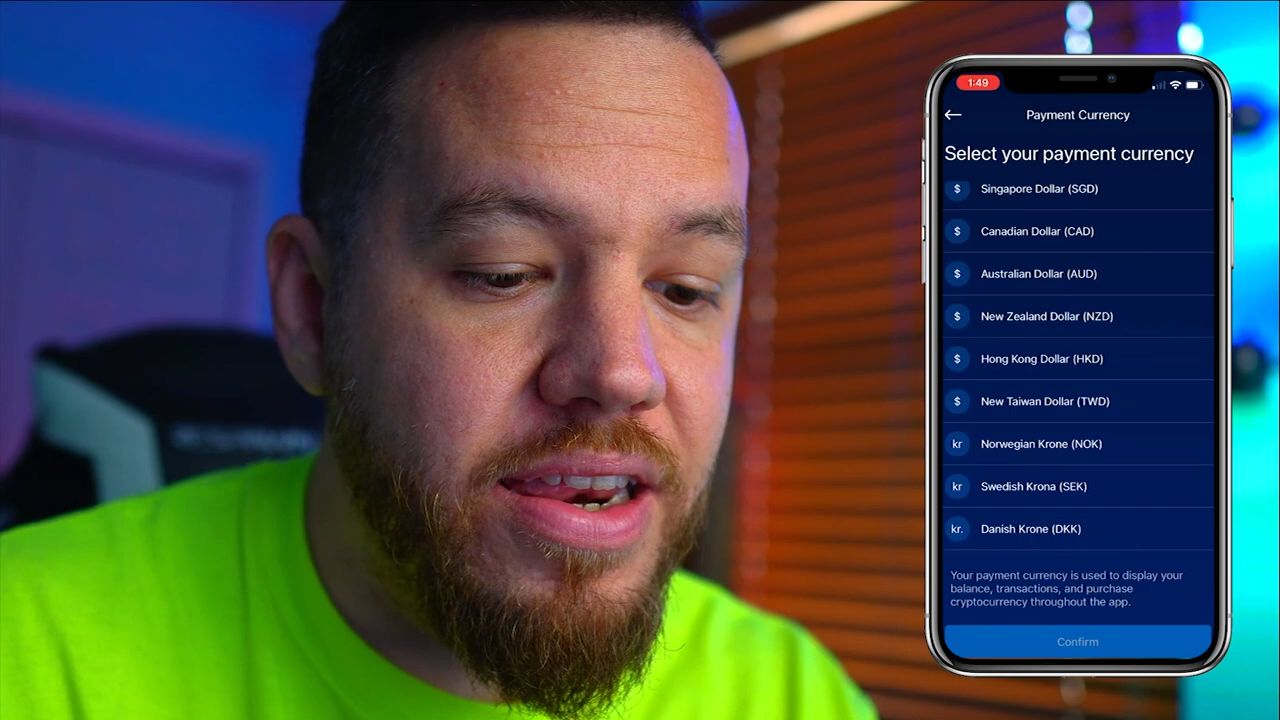 1:49
Payment Currency
Select your payment currency
$ Singapore Dollar (SGD)
$ Canadian Dollar (CAD)
$ Australian Dollar (AUD)
$ New Zealand Dollar (NZD)
$ Hong Kong Dollar (HKD)
$ New Taiwan Dollar (TWD)
kr Norwegian Krone (NOK)
kr Swedish Krona (SEK)
kr. Danish Krone (DKK)
Your payment currency is used to display your
balance, transactions, and purchase
cryptocurrency throughout the app.
Confirm